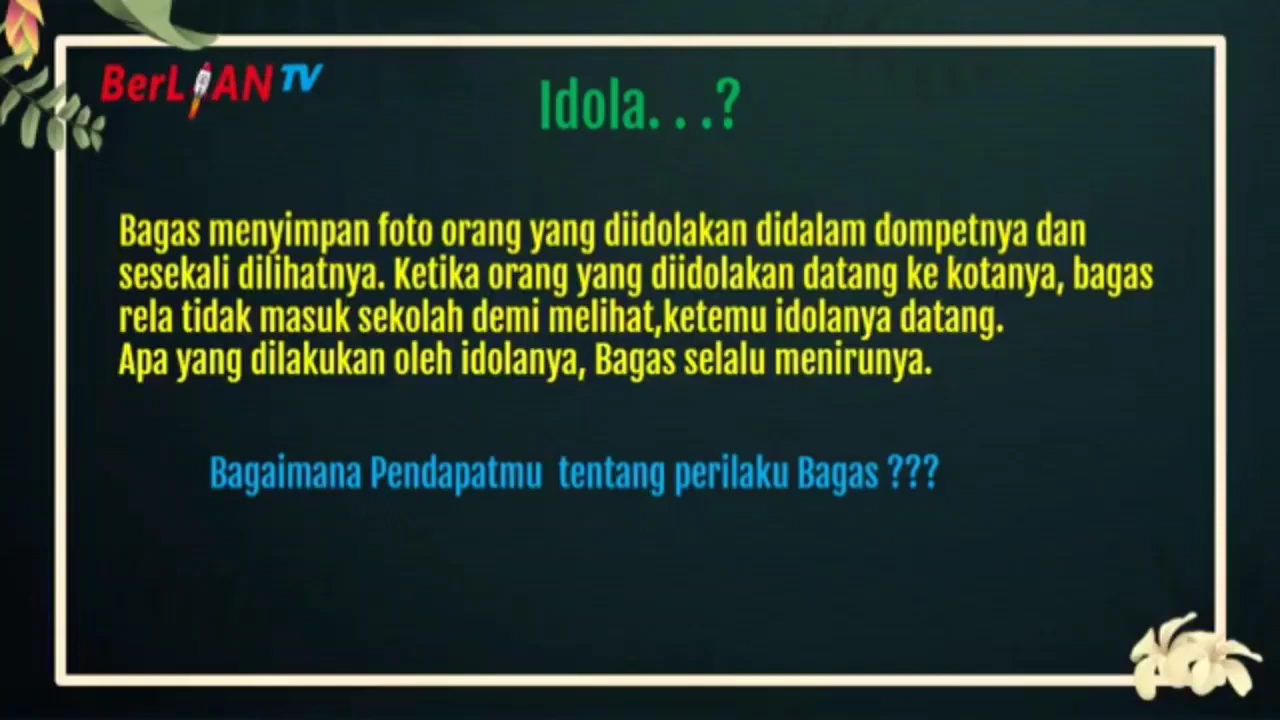 BerLIAN TV
Idola. . .?
Bagas menyimpan foto orang yang diidolakan didalam dompetnya dan
sesekali dilihatnya. Ketika orang yang diidolakan datang ke kotanya, bagas
rela tidak masuk sekolah demi melihat,ketemu idolanya datang.
Apa yang dilakukan oleh idolanya, Bagas selalu menirunya.
Bagaimana Pendapatmu tentang perilaku Bagas ???